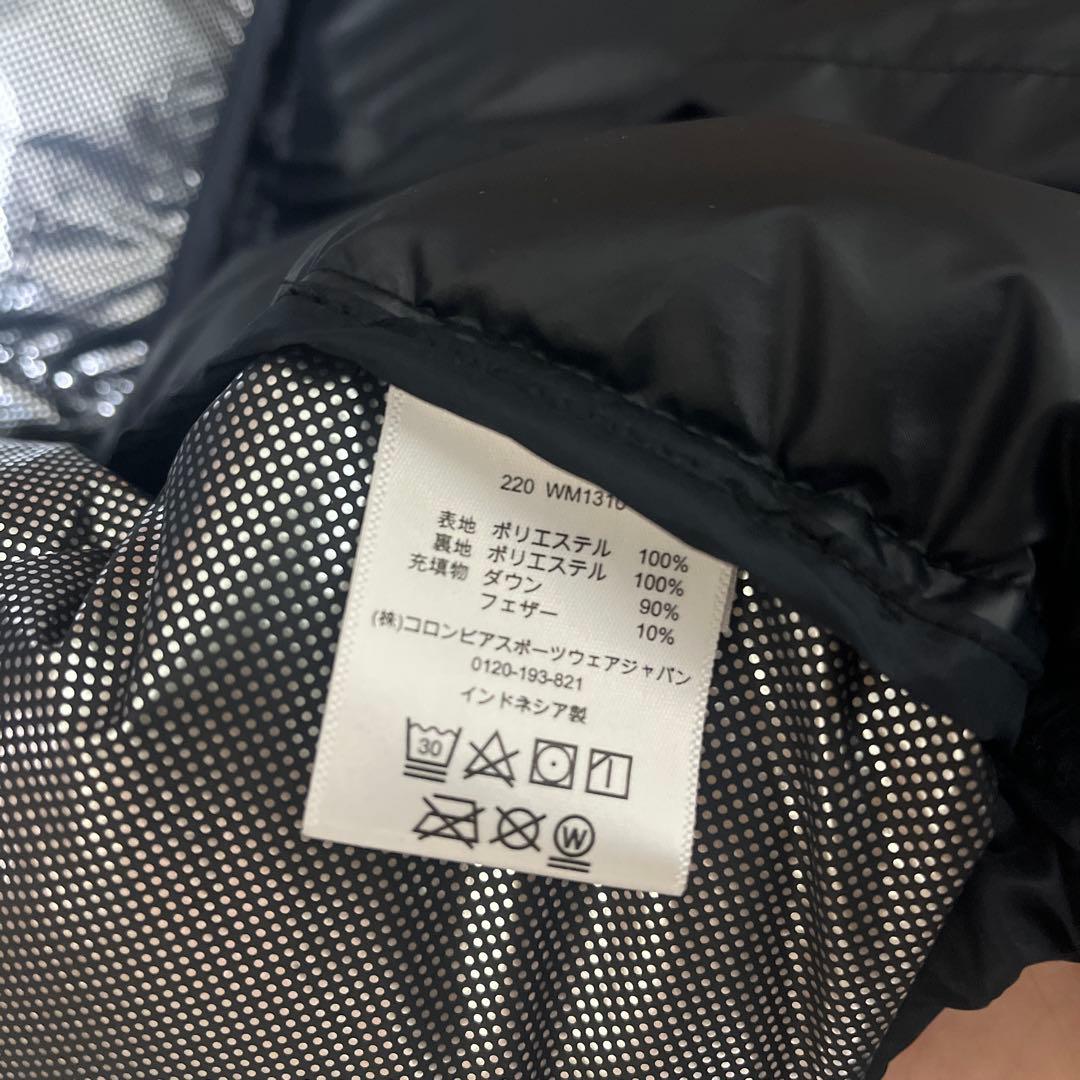 220 WM1310
表地 ポリエステル 100%
裏地 ポリエステル 100%
充填物 ダウン 90%
フェザー 10%
(株)コロンビアスポーツウェアジャパン
0120-193-821
インドネシア製
30
W